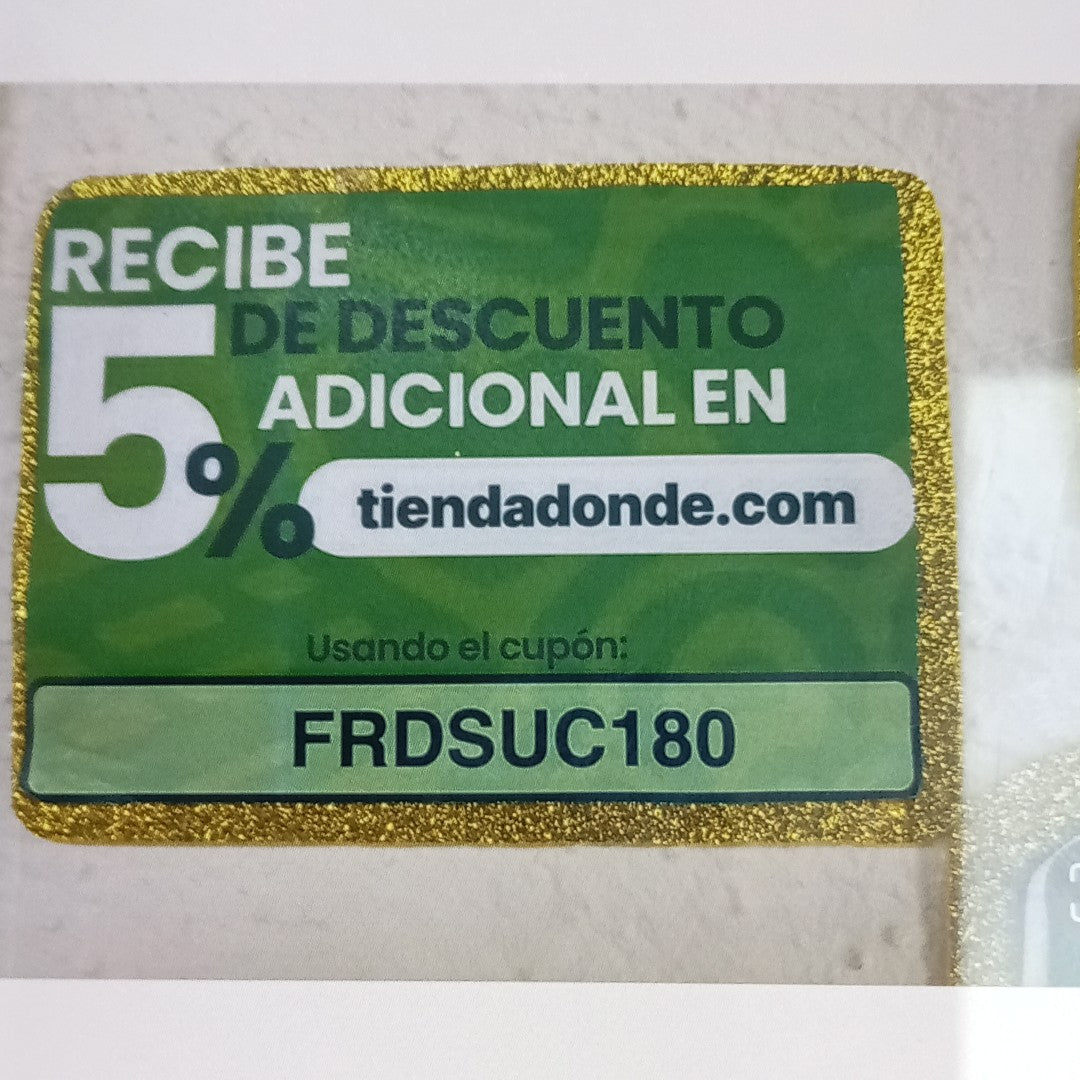 RECIBE
5% DE DESCUENTO
ADICIONAL EN
tiendadonde.com
Usando el cupón:
FRDSUC180